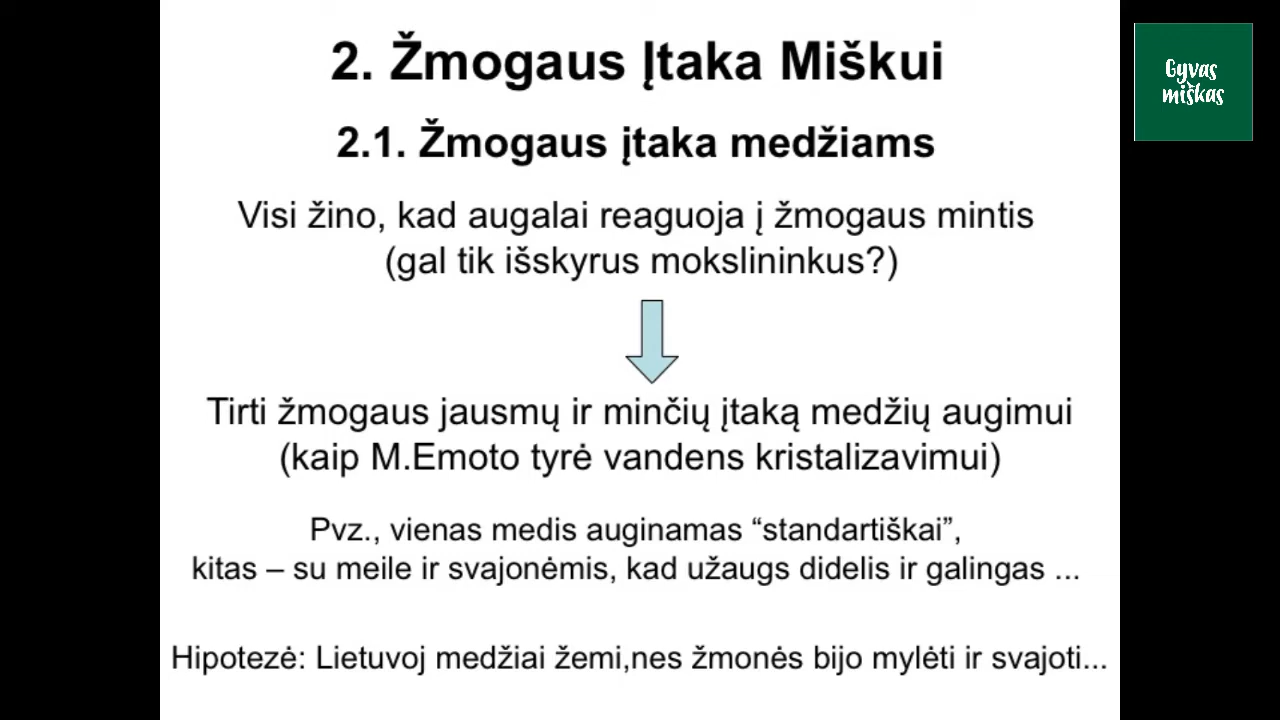 2. Žmogaus Įtaka Miškui
Gyvas
miškas
2.1. Žmogaus įtaka medžiams
Visi žino, kad augalai reaguoja į žmogaus mintis
(gal tik išskyrus mokslininkus?)
Tirti žmogaus jausmų ir minčių įtaką medžių augimui
(kaip M.Emoto tyrė vandens kristalizavimui)
Pvz., vienas medis auginamas “standartiškai”,
kitas – su meile ir svajonėmis, kad užaugs didelis ir galingas ...
Hipotezė: Lietuvoj medžiai žemi,nes žmonės bijo mylėti ir svajoti...